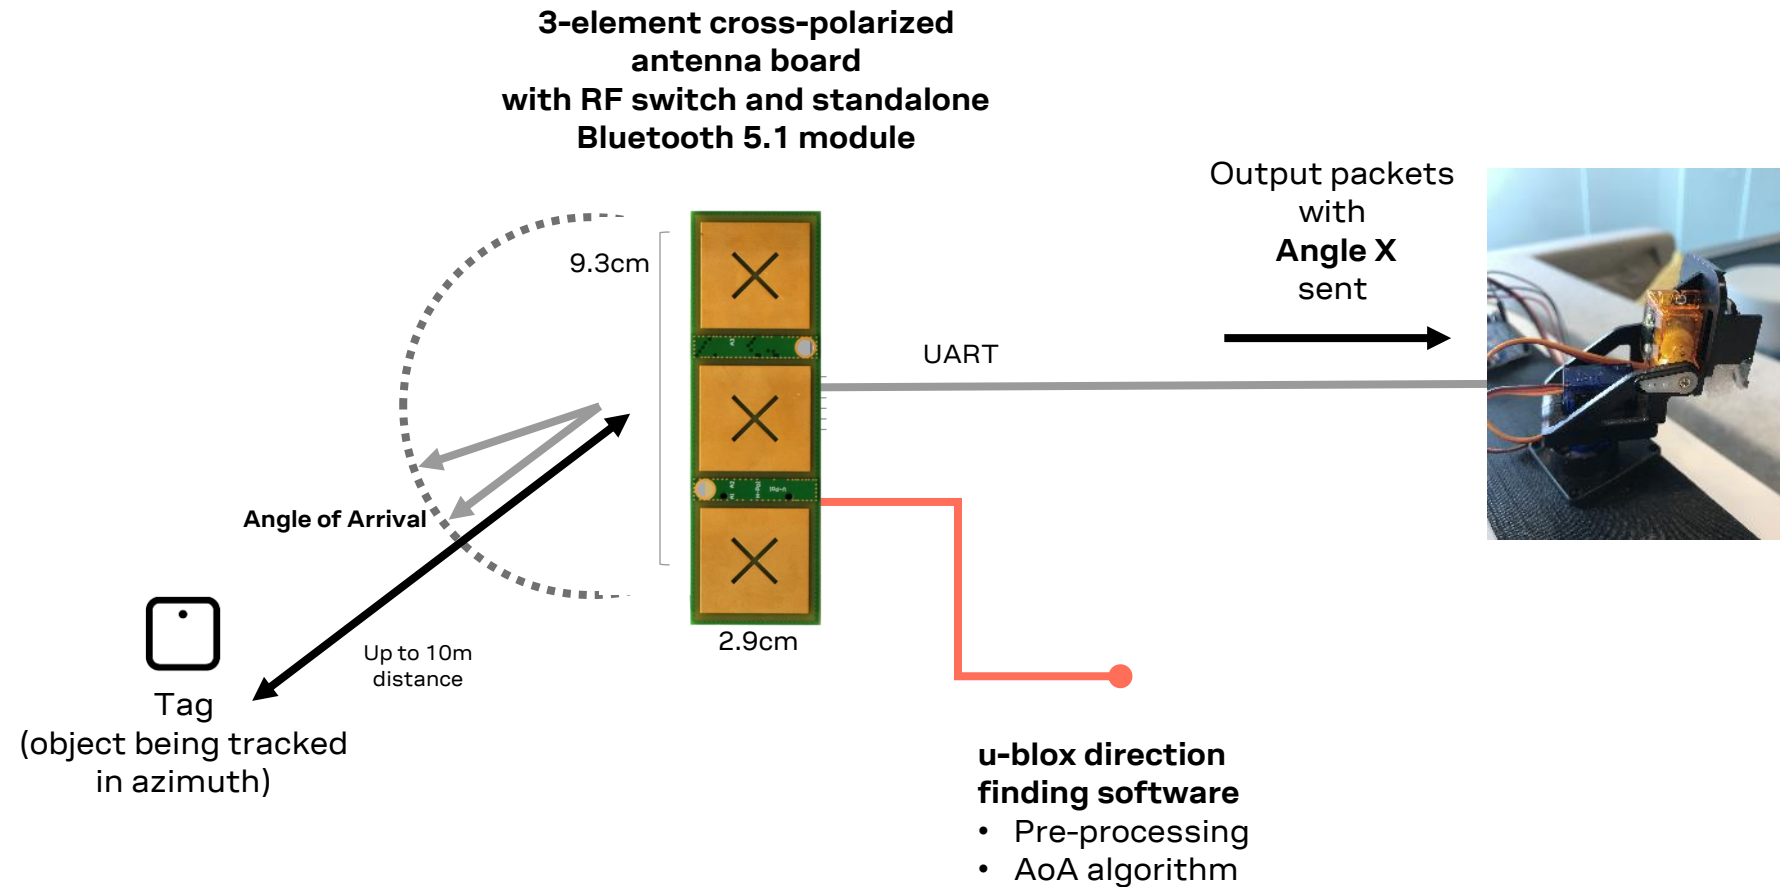 3-element cross-polarized
antenna board
with RF switch and standalone
Bluetooth 5.1 module
Output packets
with
Angle X
sent
9.3cm
UART
Angle of Arrival
2.9cm
Up to 10m
distance
Tag
(object being tracked
in azimuth)
u-blox direction
finding software
• Pre-processing
• AoA algorithm